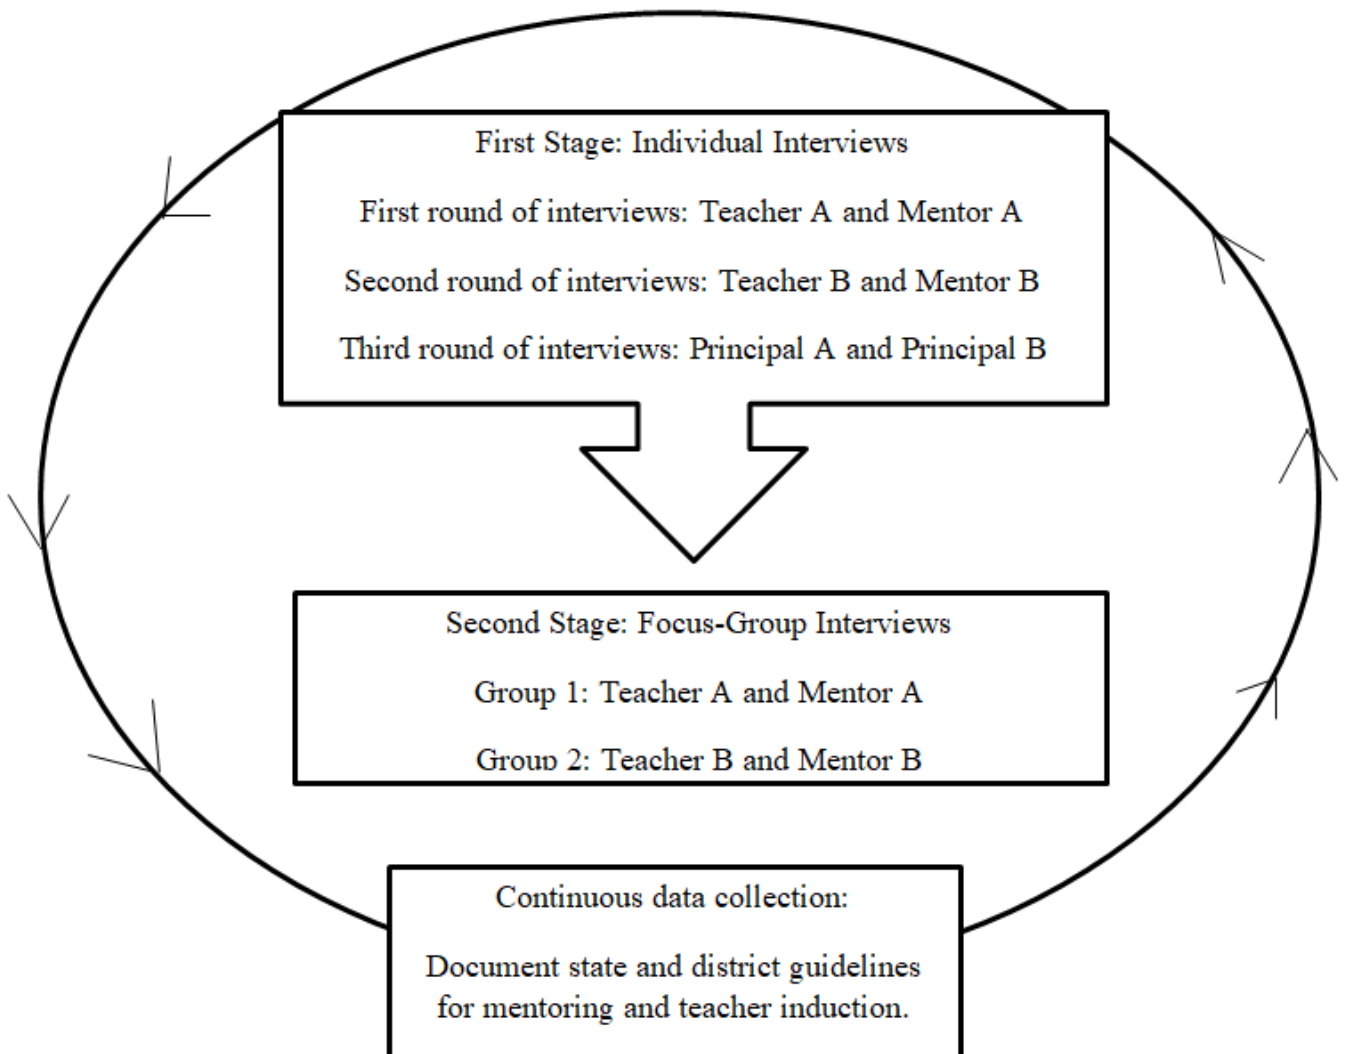 First Stage: Individual Interviews
First round of interviews: Teacher A and Mentor A
Second round of interviews: Teacher B and Mentor B
Third round of interviews: Principal A and Principal B
Second Stage: Focus-Group Interviews
Group 1: Teacher A and Mentor A
Group 2: Teacher B and Mentor B
Continuous data collection:
Document state and district guidelines
for mentoring and teacher induction.